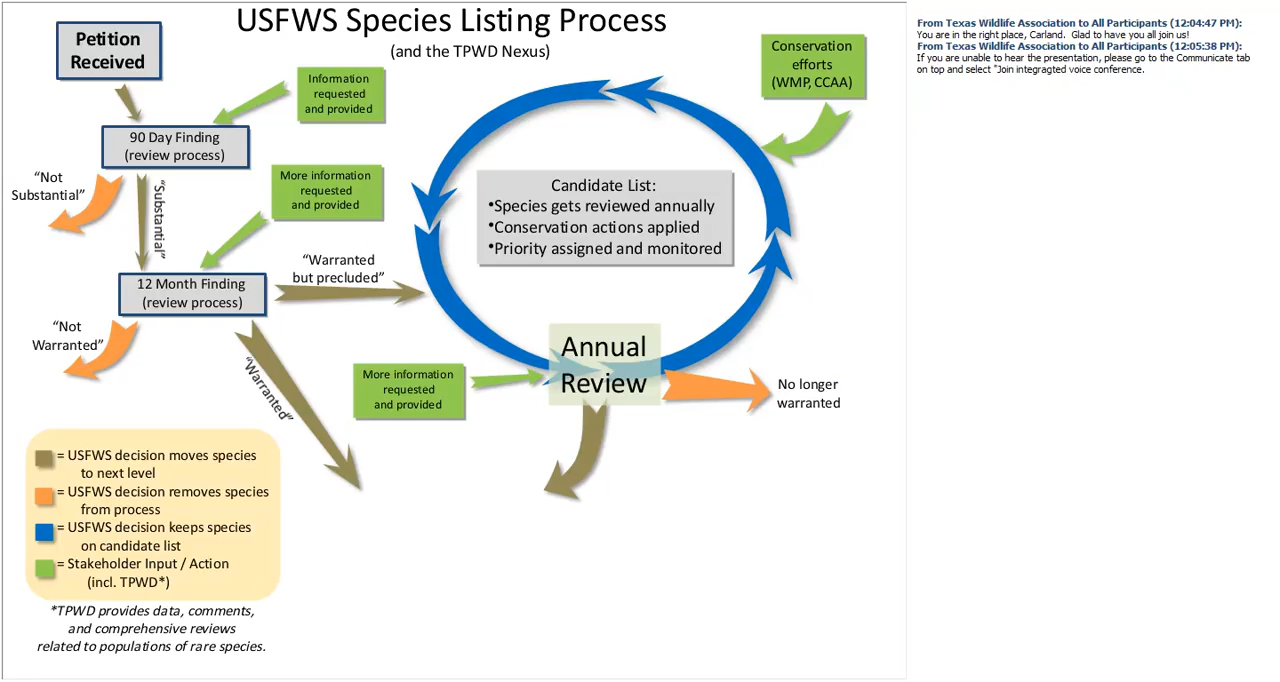 USFWS Species Listing Process
(and the TPWD Nexus)
Petition
Received
Information
requested
and provided
90 Day Finding
(review process)
“Not
Substantial”
“Substantial”
More information
requested
and provided
12 Month Finding
(review process)
“Not
Warranted”
“Warranted
but precluded”
“Warranted”
Candidate List:
•Species gets reviewed annually
•Conservation actions applied
•Priority assigned and monitored
Conservation
efforts
(WMP, CCAA)
More information
requested
and provided
Annual
Review
No longer
warranted
= USFWS decision moves species
to next level
= USFWS decision removes species
from process
= USFWS decision keeps species
on candidate list
= Stakeholder Input / Action
(incl. TPWD*)
*TPWD provides data, comments,
and comprehensive reviews
related to populations of rare species.
From Texas Wildlife Association to All Participants (12:04:47 PM):
You are in the right place, Carland. Glad to have you all join us!
From Texas Wildlife Association to All Participants (12:05:38 PM):
If you are unable to hear the presentation, please go to the Communicate tab
on top and select "Join integragted voice conference.